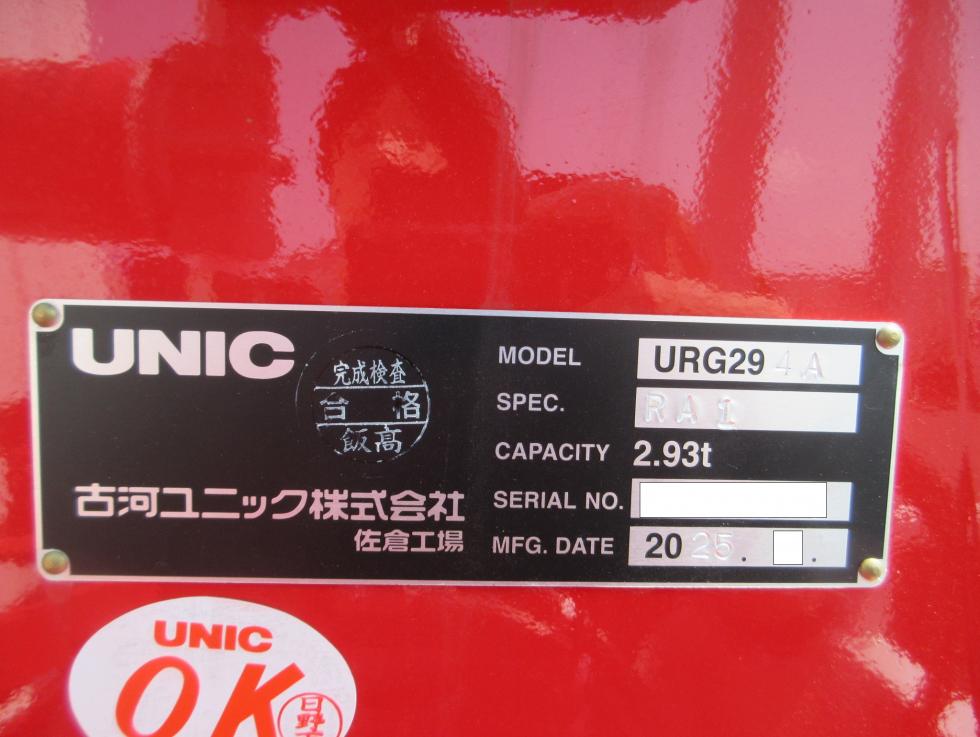 UNIC
完成検査
合格
飯高
古河ユニック株式会社
佐倉工場
MODEL URG294A
SPEC. RA1
CAPACITY 2.93t
SERIAL NO.
MFG. DATE 2025. .
UNIC
OK